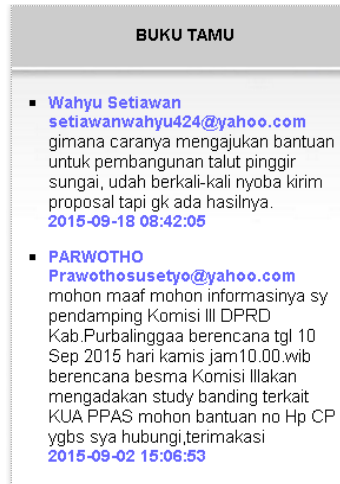 BUKU TAMU
Wahyu Setiawan
setiawanwahyu424@yahoo.com
gimana caranya mengajukan bantuan
untuk pembangunan talut pinggir
sungai, udah berkali-kali nyoba kirim
proposal tapi gk ada hasilnya.
2015-09-18 08:42:05
PARWOTHO
Prawothosusetyo@yahoo.com
mohon maaf mohon informasinya sy
pendamping Komisi III DPRD
Kab.Purbalinggaa berencana tgl 10
Sep 2015 hari kamis jam10.00.wib
berencana besma Komisi IIIakan
mengadakan study banding terkait
KUA PPAS mohon bantuan no Hp CP
ygbs sya hubungi,terimakasi
2015-09-02 15:06:53